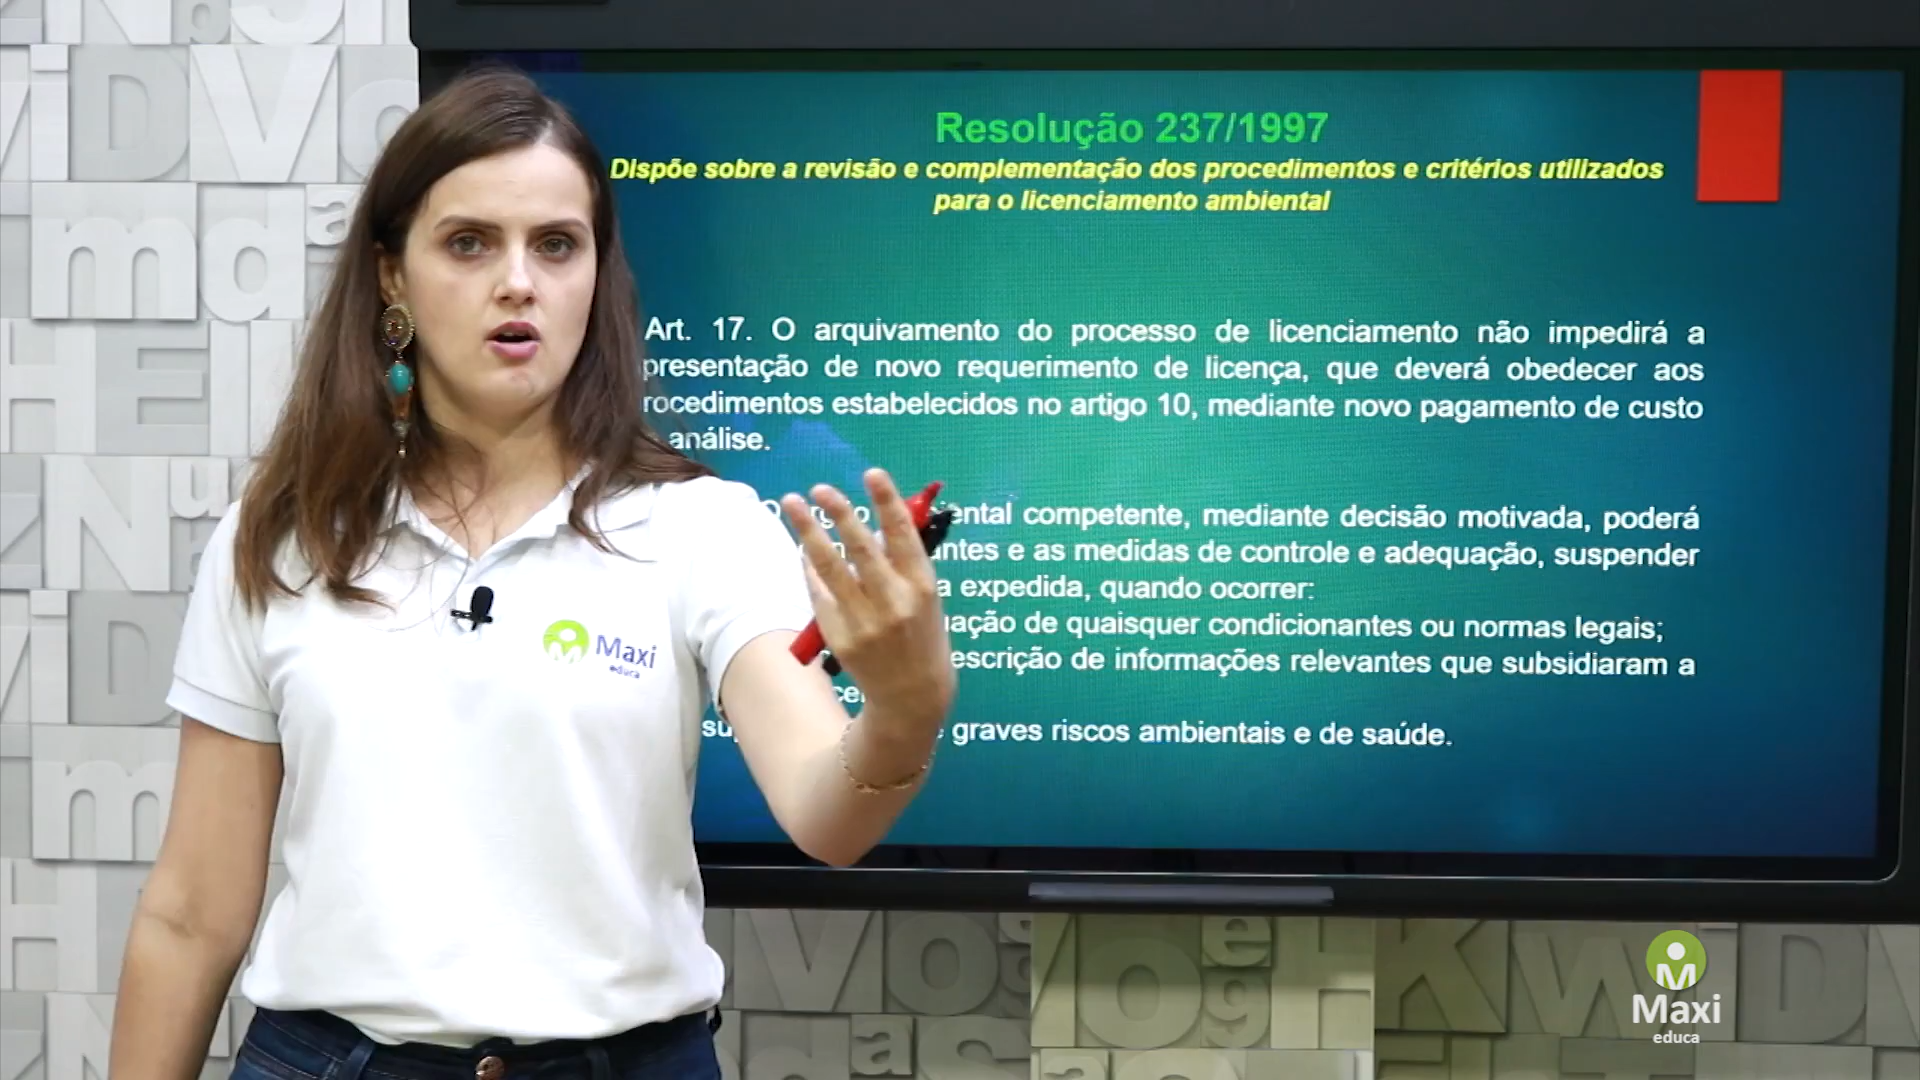 Resolução 237/1997
Dispõe sobre a revisão e complementação dos procedimentos e critérios utilizados
para o licenciamento ambiental
Art. 17. O arquivamento do processo de licenciamento não impedirá a
presentação de novo requerimento de licença, que deverá obedecer aos
rocedimentos estabelecidos no artigo 10, mediante novo pagamento de custo
análise.
iental competente, mediante decisão motivada, poderá
antes e as medidas de controle e adequação, suspender
a expedida, quando ocorrer:
uação de quaisquer condicionantes ou normas legais;
escrição de informações relevantes que subsidiaram a
graves riscos ambientais e de saúde.
Maxi
educa
Maxi
educa